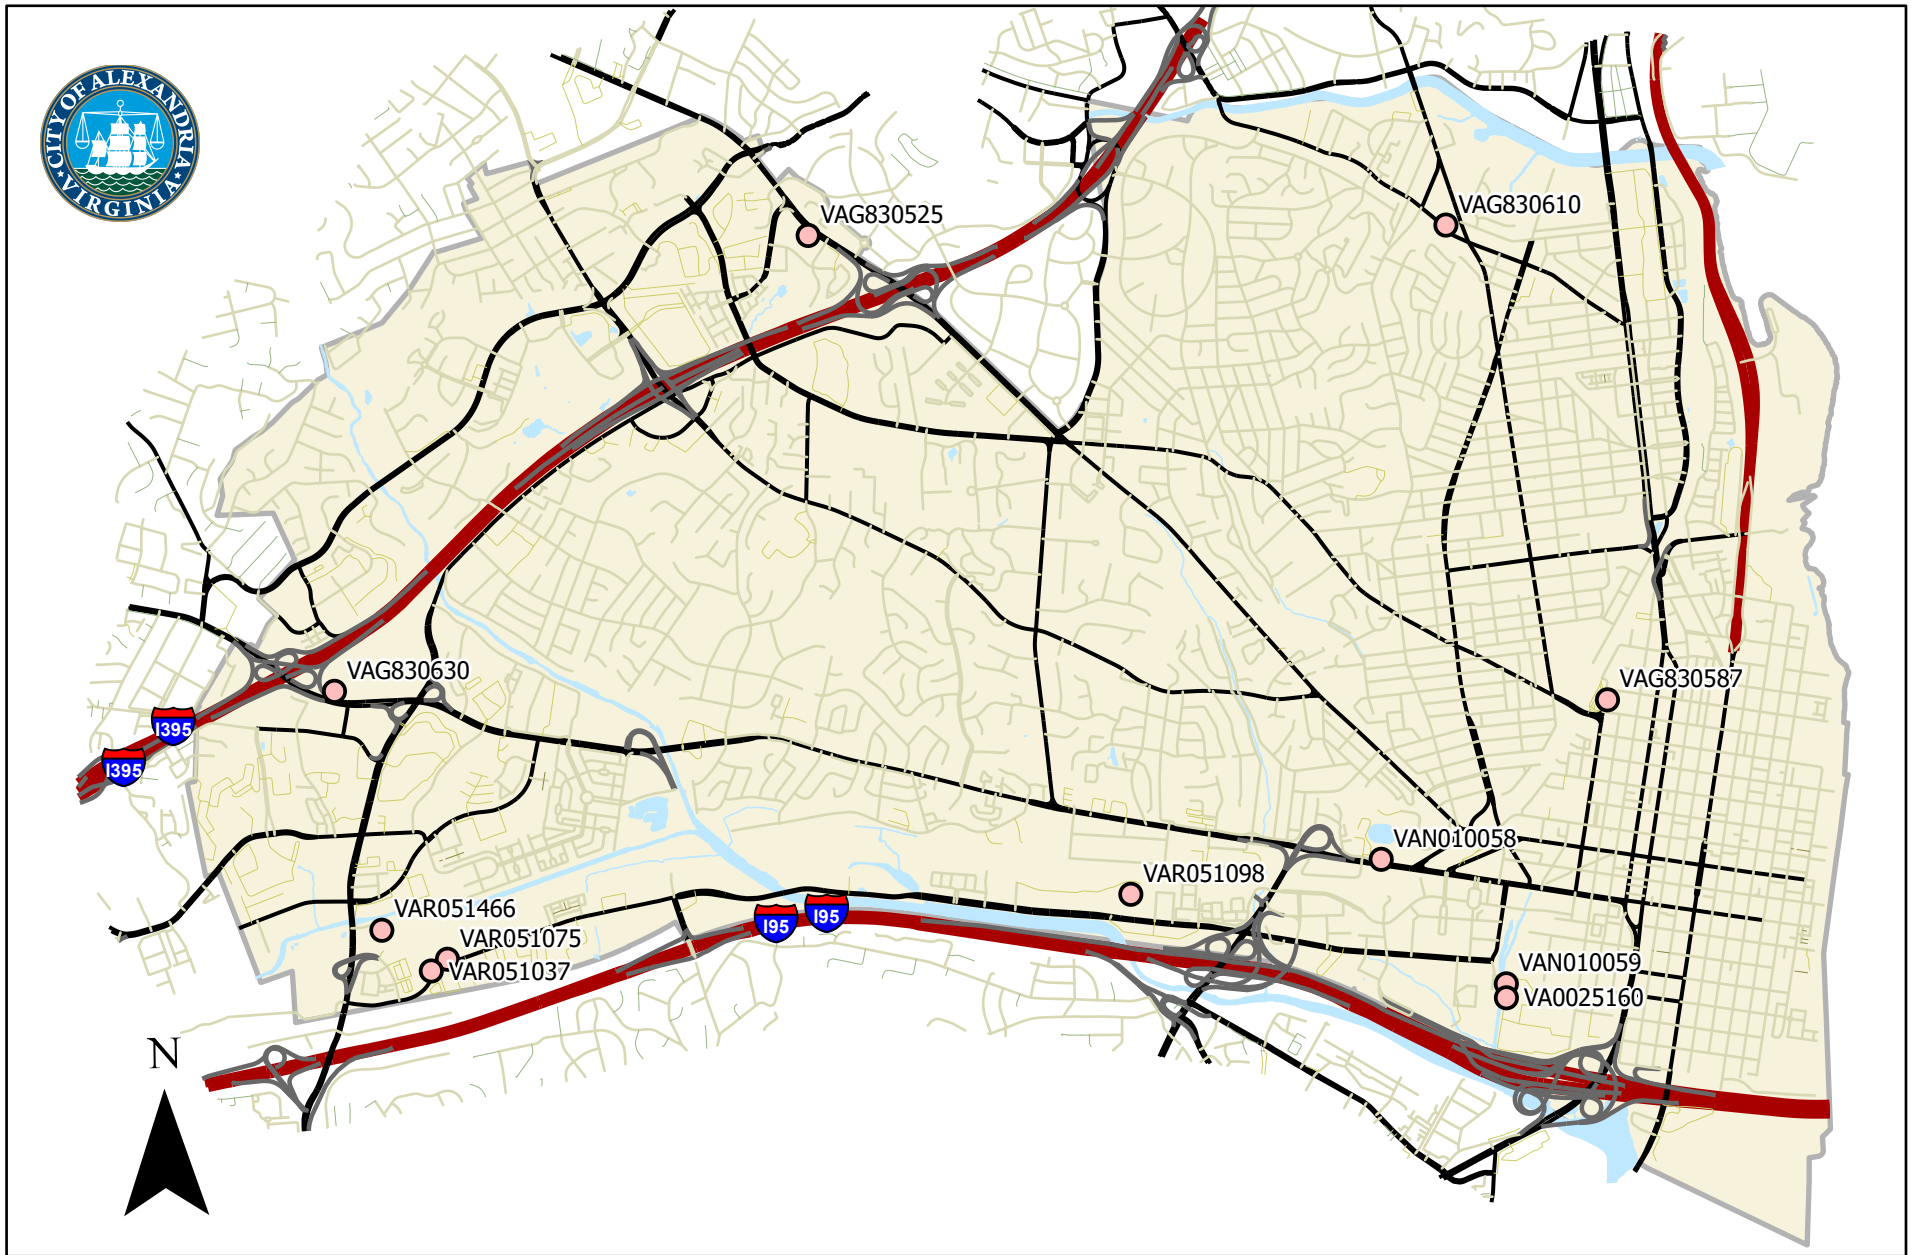 CITY OF ALEXANDRIA
VIRGINIA
VAG830525
VAG830610
VAG830630
VAG830587
I395
I395
VAN010058
VAR051098
VAR051466
I95
I95
VAR051075
VAR051037
VAN010059
VA0025160
N